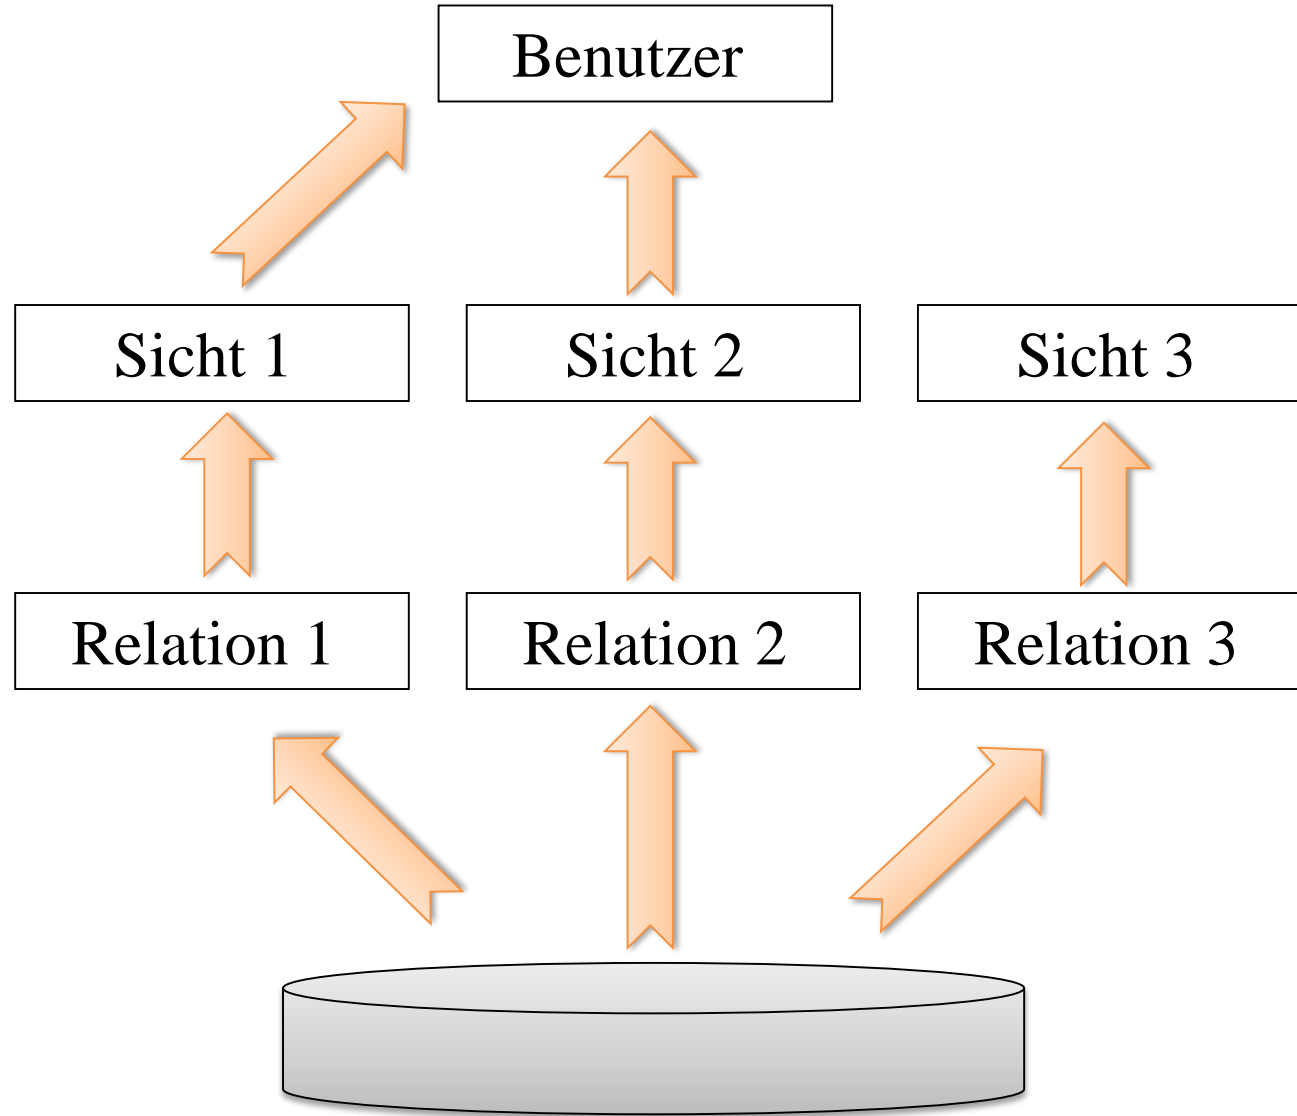 Benutzer
Sicht 1
Sicht 2
Sicht 3
Relation 1
Relation 2
Relation 3